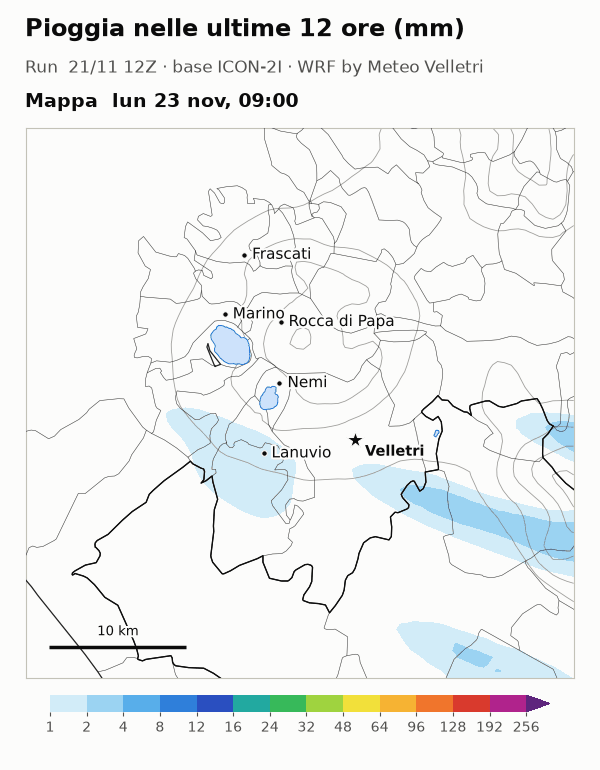 Pioggia nelle ultime 12 ore (mm)
Run  21/11 12Z · base ICON-2I · WRF by Meteo Velletri
Mappa  lun 23 nov, 09:00
Frascati
Marino
Rocca di Papa
Nemi
Velletri
Lanuvio
10 km
1 2 4 8 12 16 24 32 48 64 96 128 192 256